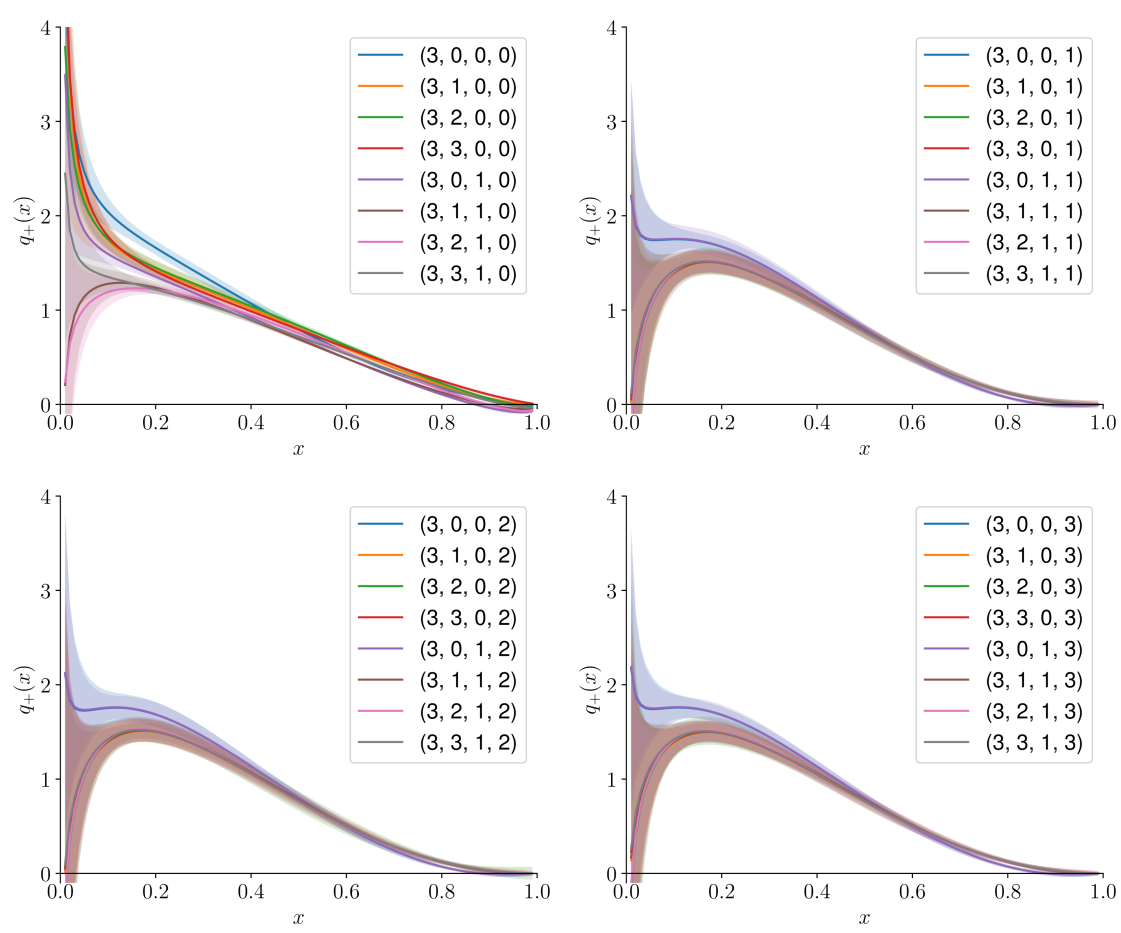 4
3
2
1
0
q₊(x)
0.0
0.2
0.4
0.6
0.8
1.0
x
(3, 0, 0, 0)
(3, 1, 0, 0)
(3, 2, 0, 0)
(3, 3, 0, 0)
(3, 0, 1, 0)
(3, 1, 1, 0)
(3, 2, 1, 0)
(3, 3, 1, 0)
4
3
2
1
0
q₊(x)
0.0
0.2
0.4
0.6
0.8
1.0
x
(3, 0, 0, 1)
(3, 1, 0, 1)
(3, 2, 0, 1)
(3, 3, 0, 1)
(3, 0, 1, 1)
(3, 1, 1, 1)
(3, 2, 1, 1)
(3, 3, 1, 1)
4
3
2
1
0
q₊(x)
0.0
0.2
0.4
0.6
0.8
1.0
x
(3, 0, 0, 2)
(3, 1, 0, 2)
(3, 2, 0, 2)
(3, 3, 0, 2)
(3, 0, 1, 2)
(3, 1, 1, 2)
(3, 2, 1, 2)
(3, 3, 1, 2)
4
3
2
1
0
q₊(x)
0.0
0.2
0.4
0.6
0.8
1.0
x
(3, 0, 0, 3)
(3, 1, 0, 3)
(3, 2, 0, 3)
(3, 3, 0, 3)
(3, 0, 1, 3)
(3, 1, 1, 3)
(3, 2, 1, 3)
(3, 3, 1, 3)